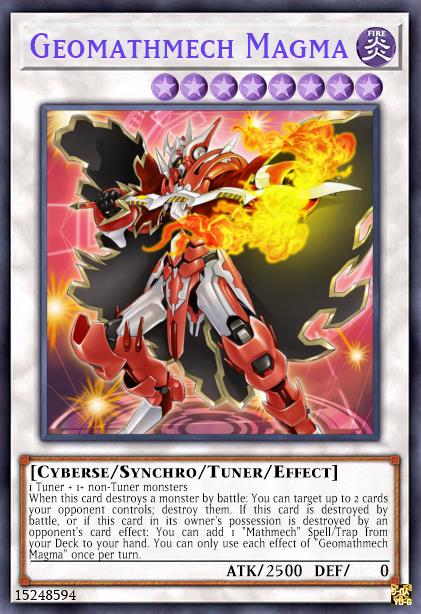 GEOMATHMECH MAGMA
FIRE
炎
[CYBERSE/SYNCHRO/TUNER/EFFECT]
1 Tuner + 1+ non-Tuner monsters
When this card destroys a monster by battle: You can target up to 2 cards
your opponent controls; destroy them. If this card is destroyed by
battle, or if this card in its owner's possession is destroyed by an
opponent's card effect: You can add 1 "Mathmech" Spell/Trap from
your Deck to your hand. You can only use each effect of "Geomathmech
Magma" once per turn.
ATK/2500 DEF/ 0
15248594